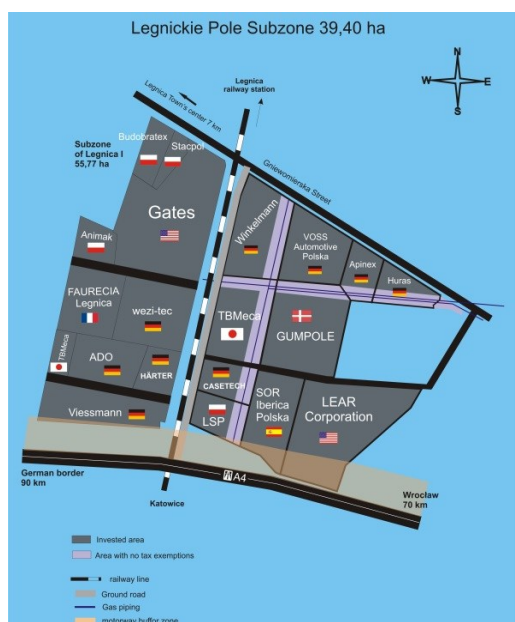 Legnickie Pole Subzone 39,40 ha
N
W
E
S
Legnica
railway station
Legnica Town's center 7 km
Gniewomierska Street
Subzone
of Legnica I
55,77 ha
Budobratex
Stacpol
Gates
Animak
FAURECIA
Legnica
wezi-tec
TBMeca
ADO
HÄRTER
Viessmann
Winkelmann
VOSS
Automotive
Polska
Apinex
Huras
TBMeca
GUMPOLE
CASETECH
LSP
SOR
Iberica
Polska
LEAR
Corporation
German border
90 km
A4
Wrocław
70 km
Katowice
Invested area
Area with no tax exemptions
railway line
Ground road
Gas piping
motorway buffor zone